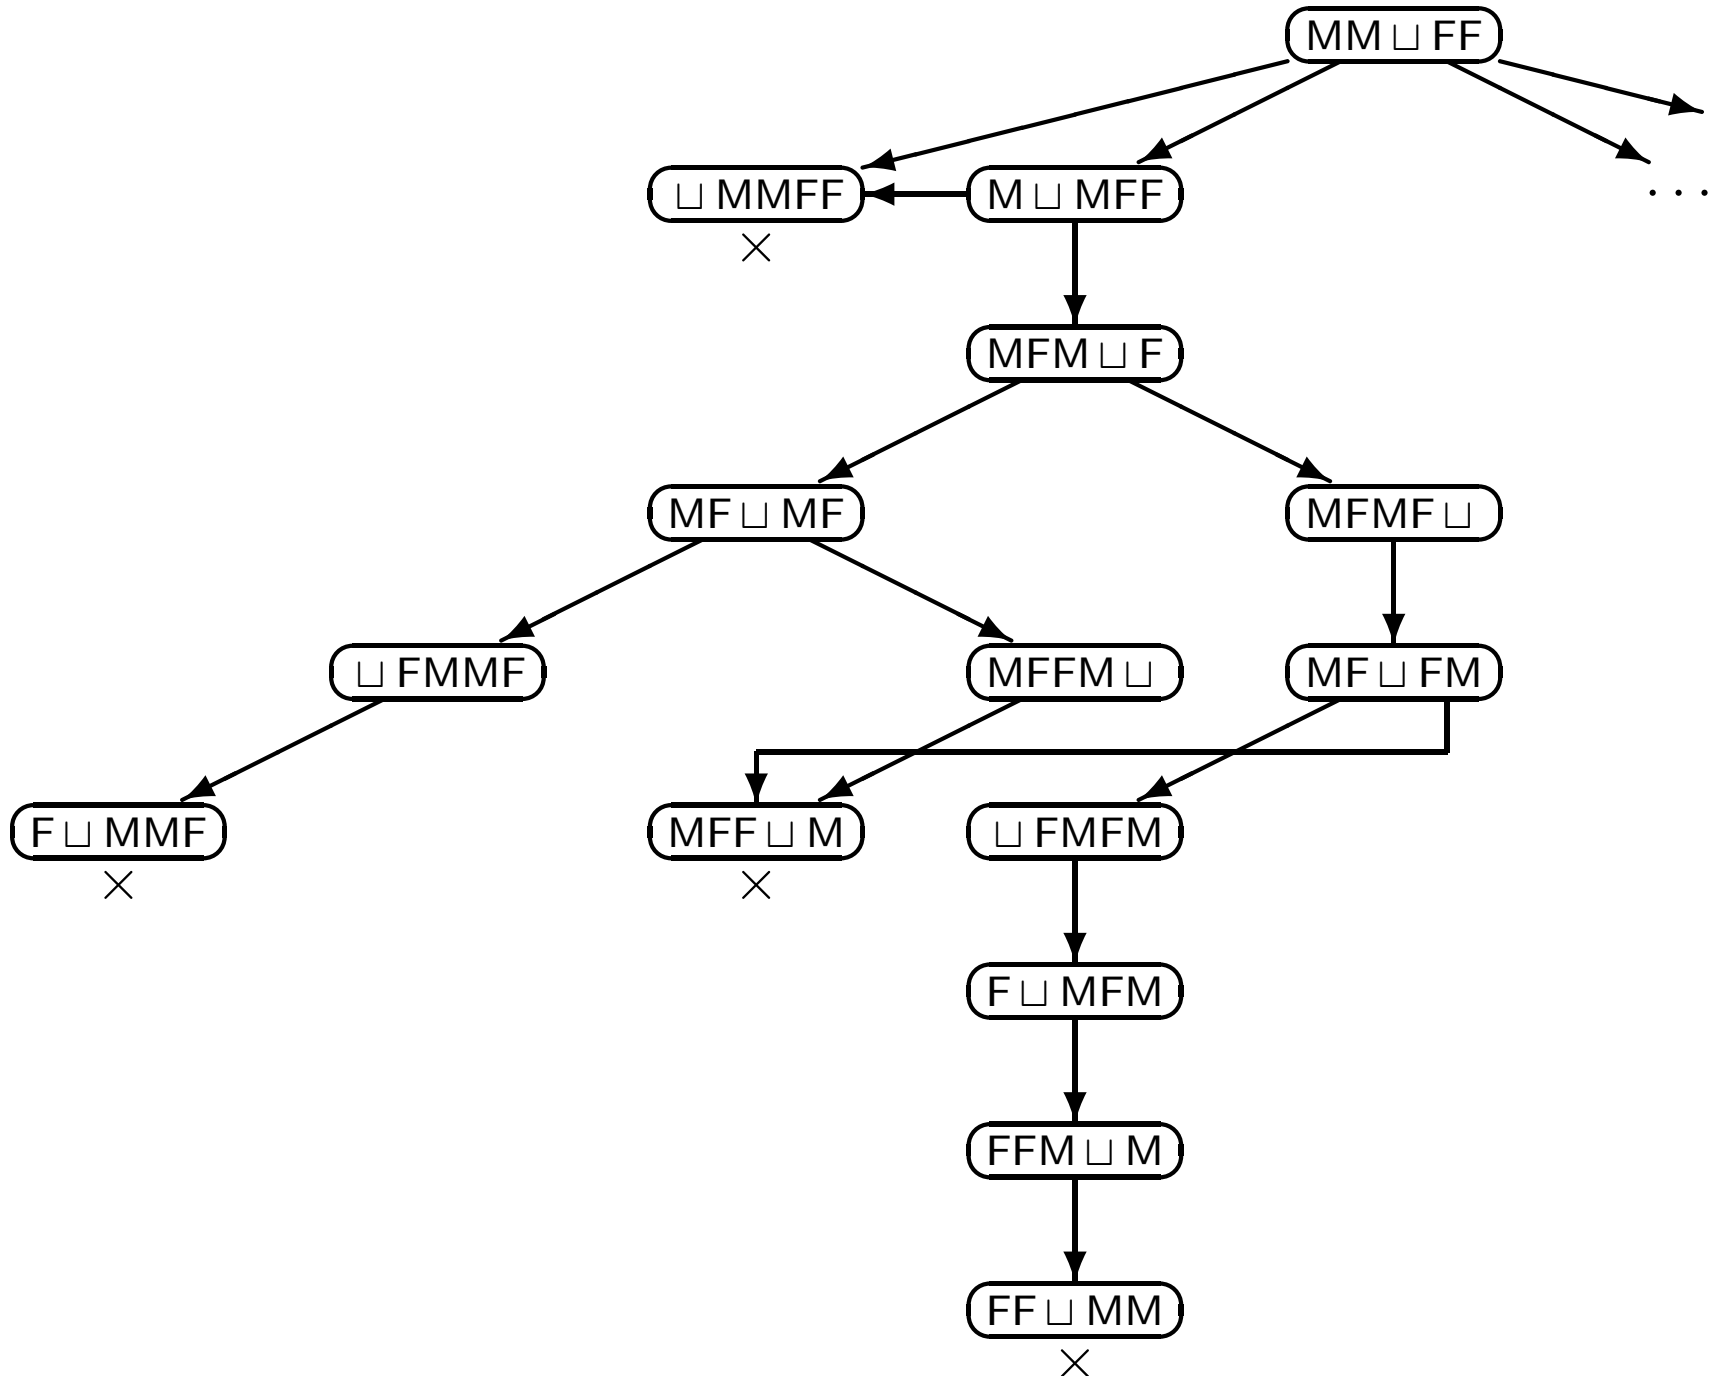 MM ⊔ FF
⊔ MMFF
M ⊔ MFF
. . .
×
MFM ⊔ F
MF ⊔ MF
MFMF ⊔
⊔ FMMF
MFFM ⊔
MF ⊔ FM
F ⊔ MMF
MFF ⊔ M
⊔ FMFM
×
×
F ⊔ MFM
FFM ⊔ M
FF ⊔ MM
×